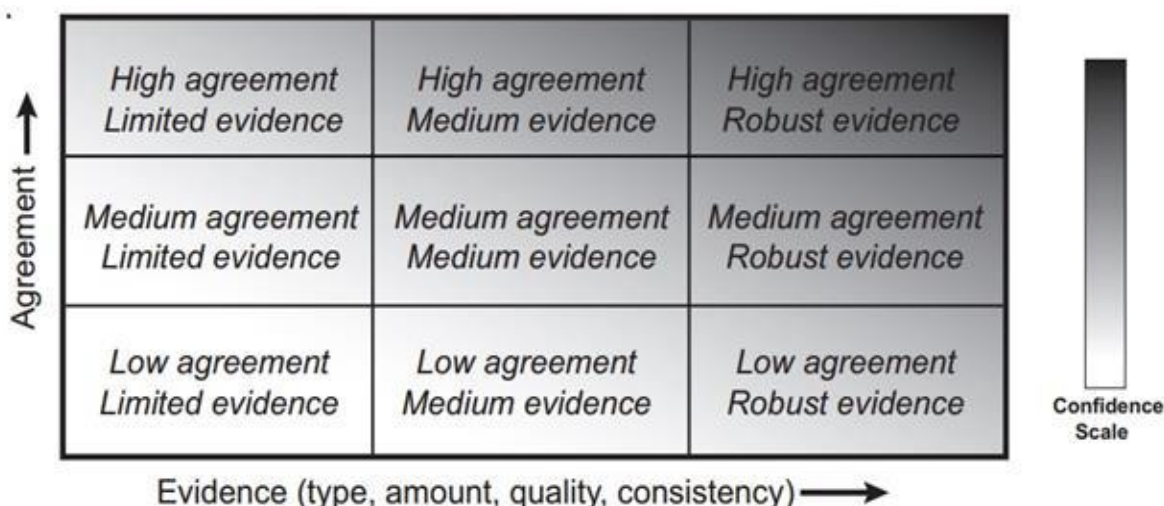 High agreement
Limited evidence
High agreement
Medium evidence
High agreement
Robust evidence
Agreement
Medium agreement
Limited evidence
Medium agreement
Medium evidence
Medium agreement
Robust evidence
Low agreement
Limited evidence
Low agreement
Medium evidence
Low agreement
Robust evidence
Confidence
Scale
Evidence (type, amount, quality, consistency)